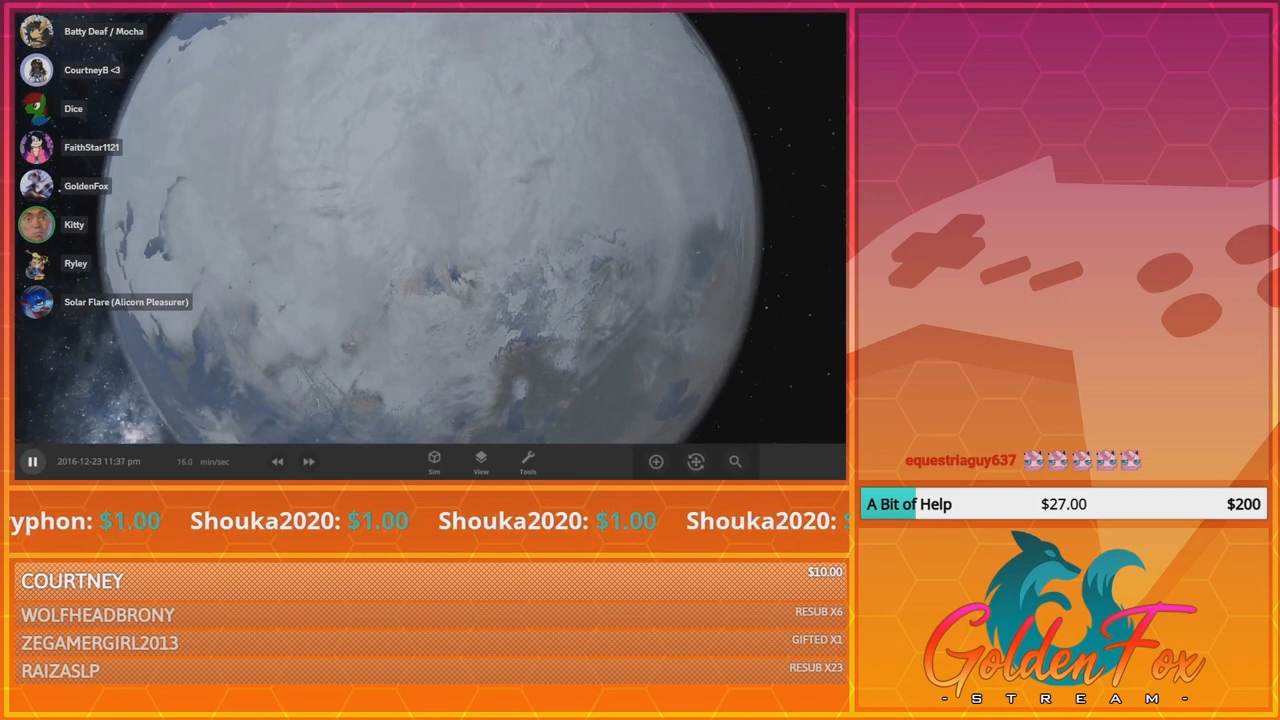 Batty Deaf / Mocha
CourtneyB <3
Dice
FaithStar1121
GoldenFox
Kitty
Ryley
Solar Flare (Alicorn Pleasurer)
2016-12-23 11:37 pm
16.0 min/sec
Sim
View
Tools
equestriaguy637
A Bit of Help $27.00 $200
yphon: $1.00 Shouka2020: $1.00 Shouka2020: $1.00 Shouka2020: $
COURTNEY $10.00
WOLFHEADBRONY RESUB X6
ZEGAMERGIRL2013 GIFTED X1
RAIZASLP RESUB X23
GoldenFox
- S T R E A M -